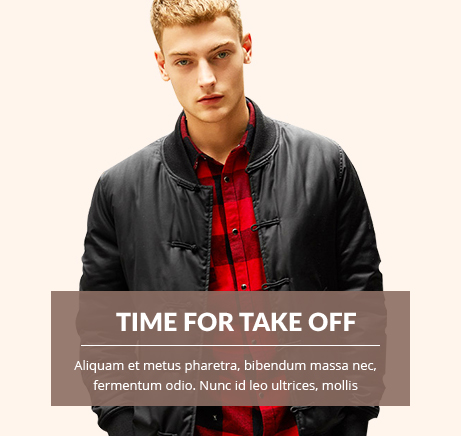 TIME FOR TAKE OFF
Aliquam et metus pharetra, bibendum massa nec,
fermentum odio. Nunc id leo ultrices, mollis